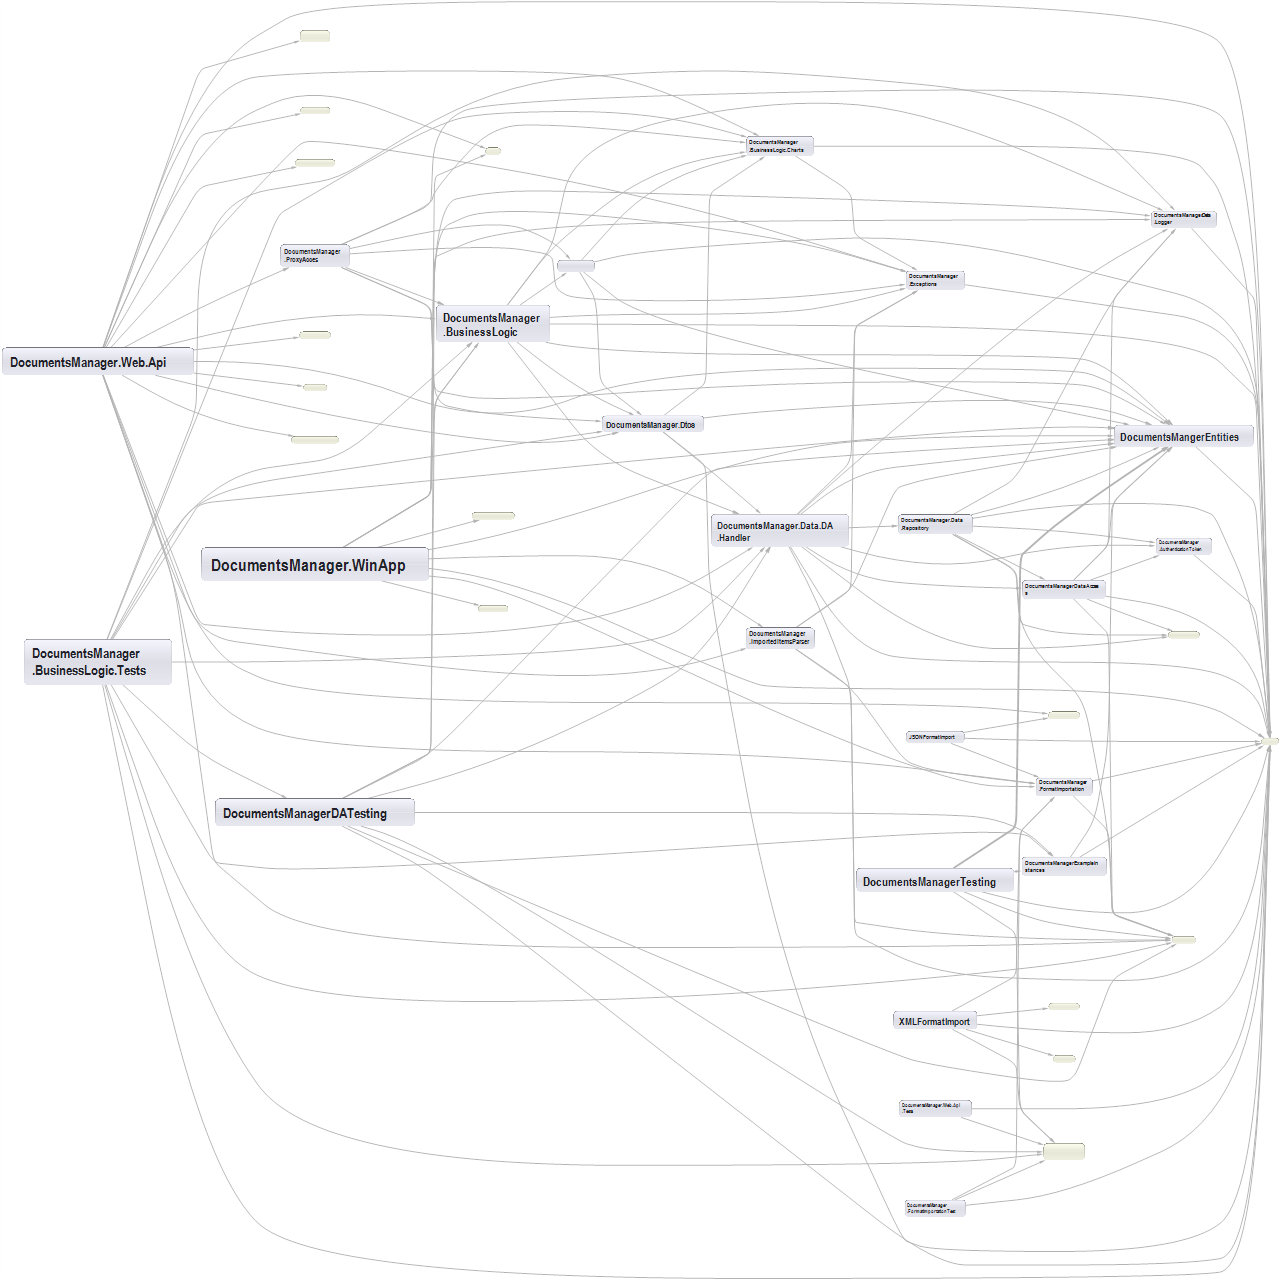 DocumentsManager
.BusinessLogic.Charts
DocumentsManagerData
.Logger
DocumentsManager
.ProxyAcces
DocumentsManager
.Exceptions
DocumentsManager
.BusinessLogic
DocumentsManager.Web.Api
DocumentsManager.Dtos
DocumentsMangerEntities
DocumentsManager.Data.DA
.Handler
DocumentsManager.Data
.Repository
DocumentsManager
.AuthenticationToken
DocumentsManager.WinApp
DocumentsManagerDataAcces
s
DocumentsManager
.ImportedItemsParser
DocumentsManager
.BusinessLogic.Tests
JSONFormatImport
DocumentsManager
.FormatImportation
DocumentsManagerDATesting
DocumentsManagerExampleIn
stances
DocumentsManagerTesting
XMLFormatImport
DocumentsManager.Web.Api
.Tests
DocumentsManager
.FormatImportationTest